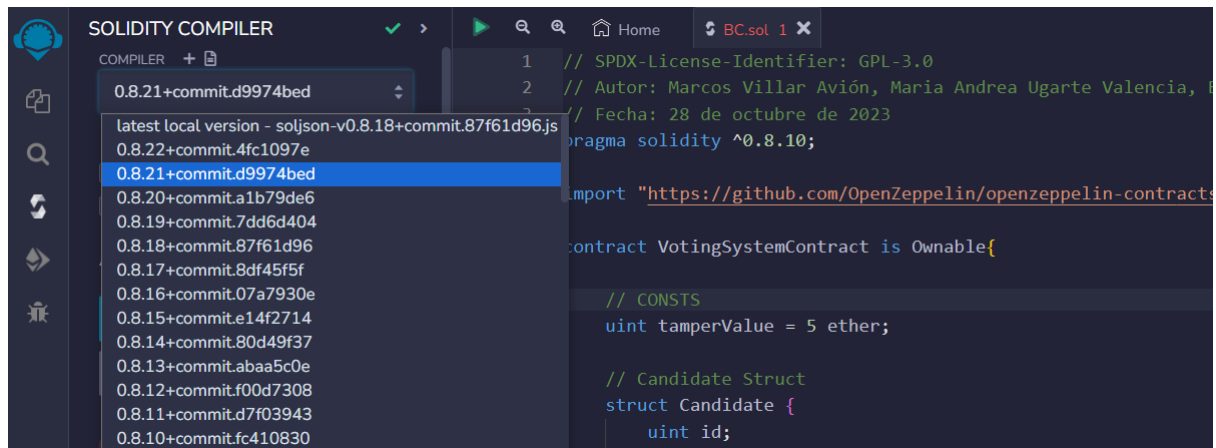 SOLIDITY COMPILER
COMPILER
0.8.21+commit.d9974bed
latest local version - soljson-v0.8.18+commit.87f61d96.js
0.8.22+commit.4fc1097e
0.8.21+commit.d9974bed
0.8.20+commit.a1b79de6
0.8.19+commit.7dd6d404
0.8.18+commit.87f61d96
0.8.17+commit.8df45f5f
0.8.16+commit.07a7930e
0.8.15+commit.e14f2714
0.8.14+commit.80d49f37
0.8.13+commit.abaa5c0e
0.8.12+commit.f00d7308
0.8.11+commit.d7f03943
0.8.10+commit.fc410830
Home
BC.sol 1
1 // SPDX-License-Identifier: GPL-3.0
2 // Autor: Marcos Villar Avión, Maria Andrea Ugarte Valencia,
// Fecha: 28 de octubre de 2023
pragma solidity ^0.8.10;
import "https://github.com/OpenZeppelin/openzeppelin-contracts
contract VotingSystemContract is Ownable{
// CONSTS
uint tamperValue = 5 ether;
// Candidate Struct
struct Candidate {
uint id;